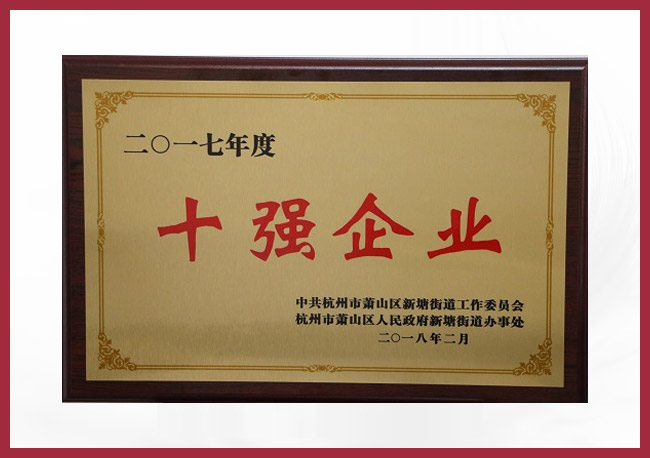 二〇一七年度
十强企业
中共杭州市萧山区新塘街道工作委员会
杭州市萧山区人民政府新塘街道办事处
二〇一八年二月